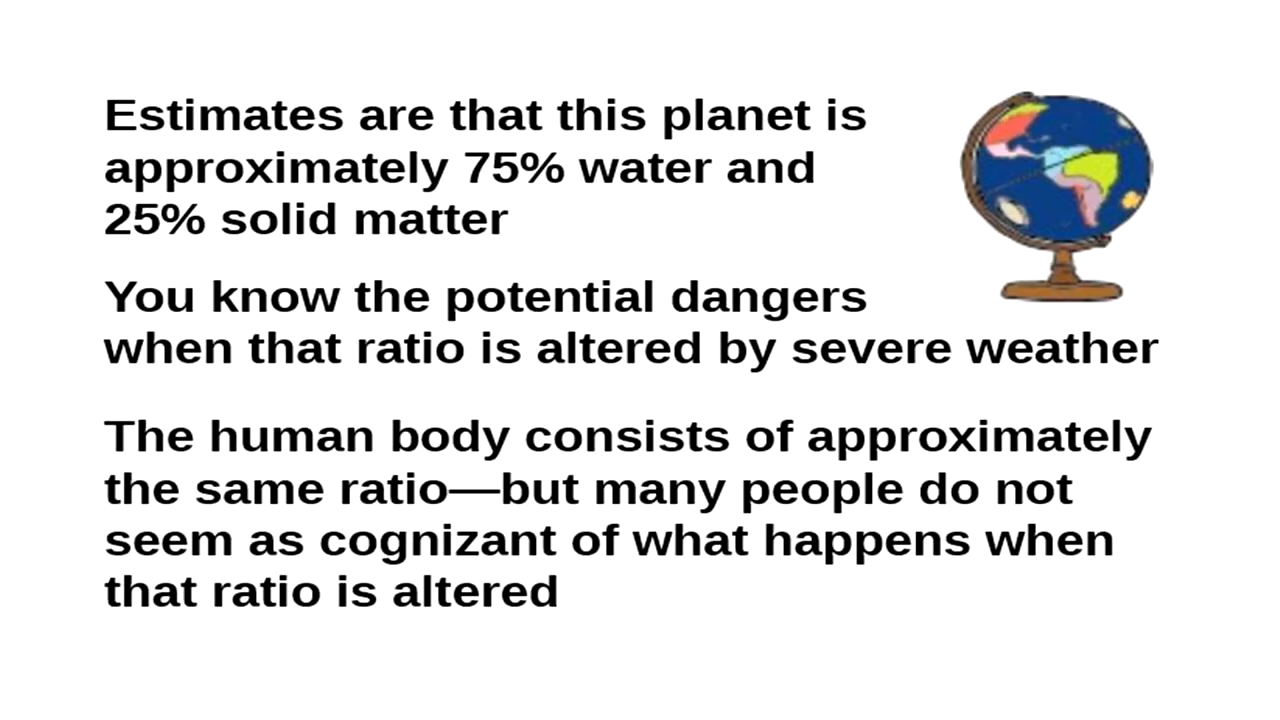 Estimates are that this planet is
approximately 75% water and
25% solid matter
You know the potential dangers
when that ratio is altered by severe weather
The human body consists of approximately
the same ratio—but many people do not
seem as cognizant of what happens when
that ratio is altered